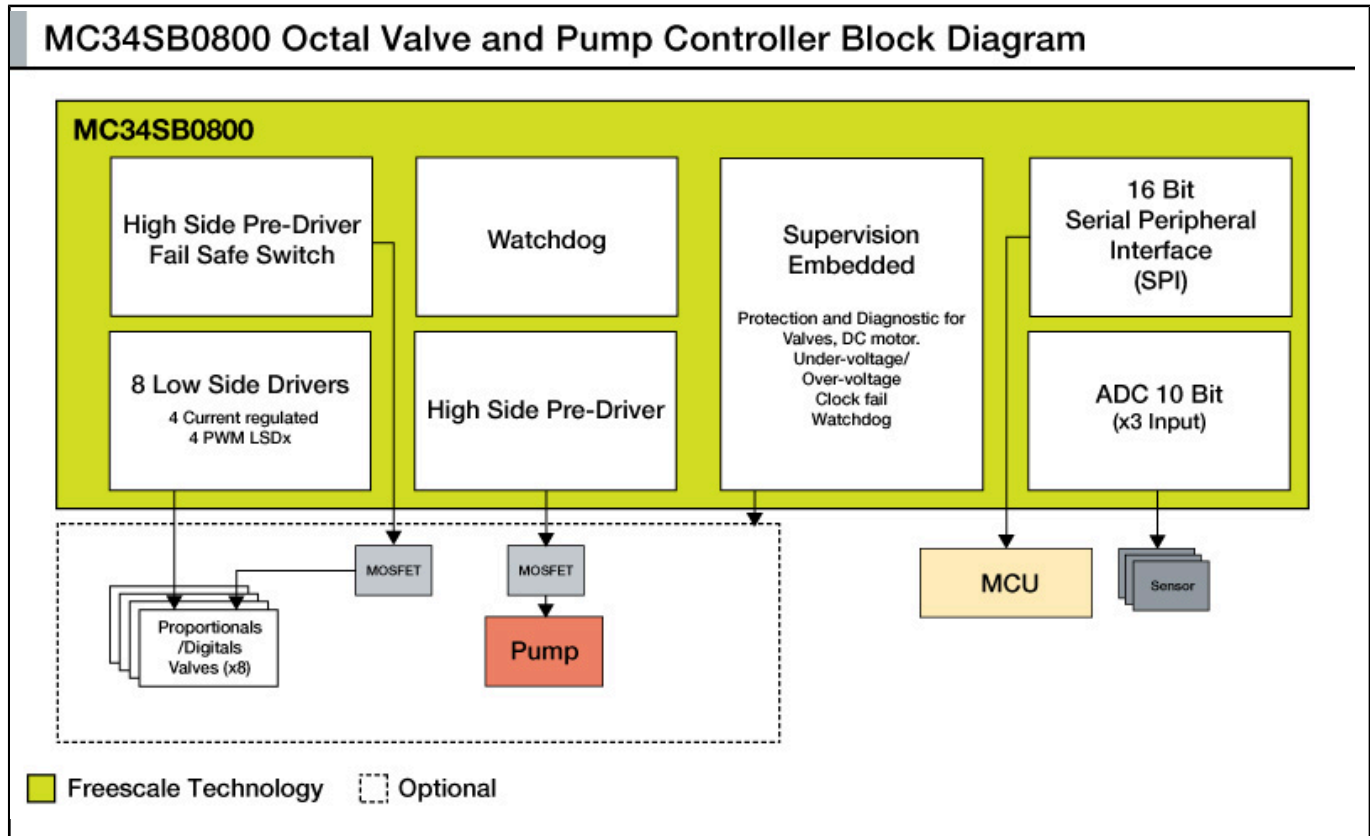 MC34SB0800 Octal Valve and Pump Controller Block Diagram
MC34SB0800
High Side Pre-Driver
Fail Safe Switch
Watchdog
Supervision
Embedded
Protection and Diagnostic for
Valves, DC motor.
Under-voltage/
Over-voltage
Clock fail
Watchdog
16 Bit
Serial Peripheral
Interface
(SPI)
8 Low Side Drivers
4 Current regulated
4 PWM LSDx
High Side Pre-Driver
ADC 10 Bit
(x3 Input)
MOSFET
MOSFET
MCU
Sensor
Proportionals
/Digitals
Valves (x8)
Pump
Freescale Technology
Optional